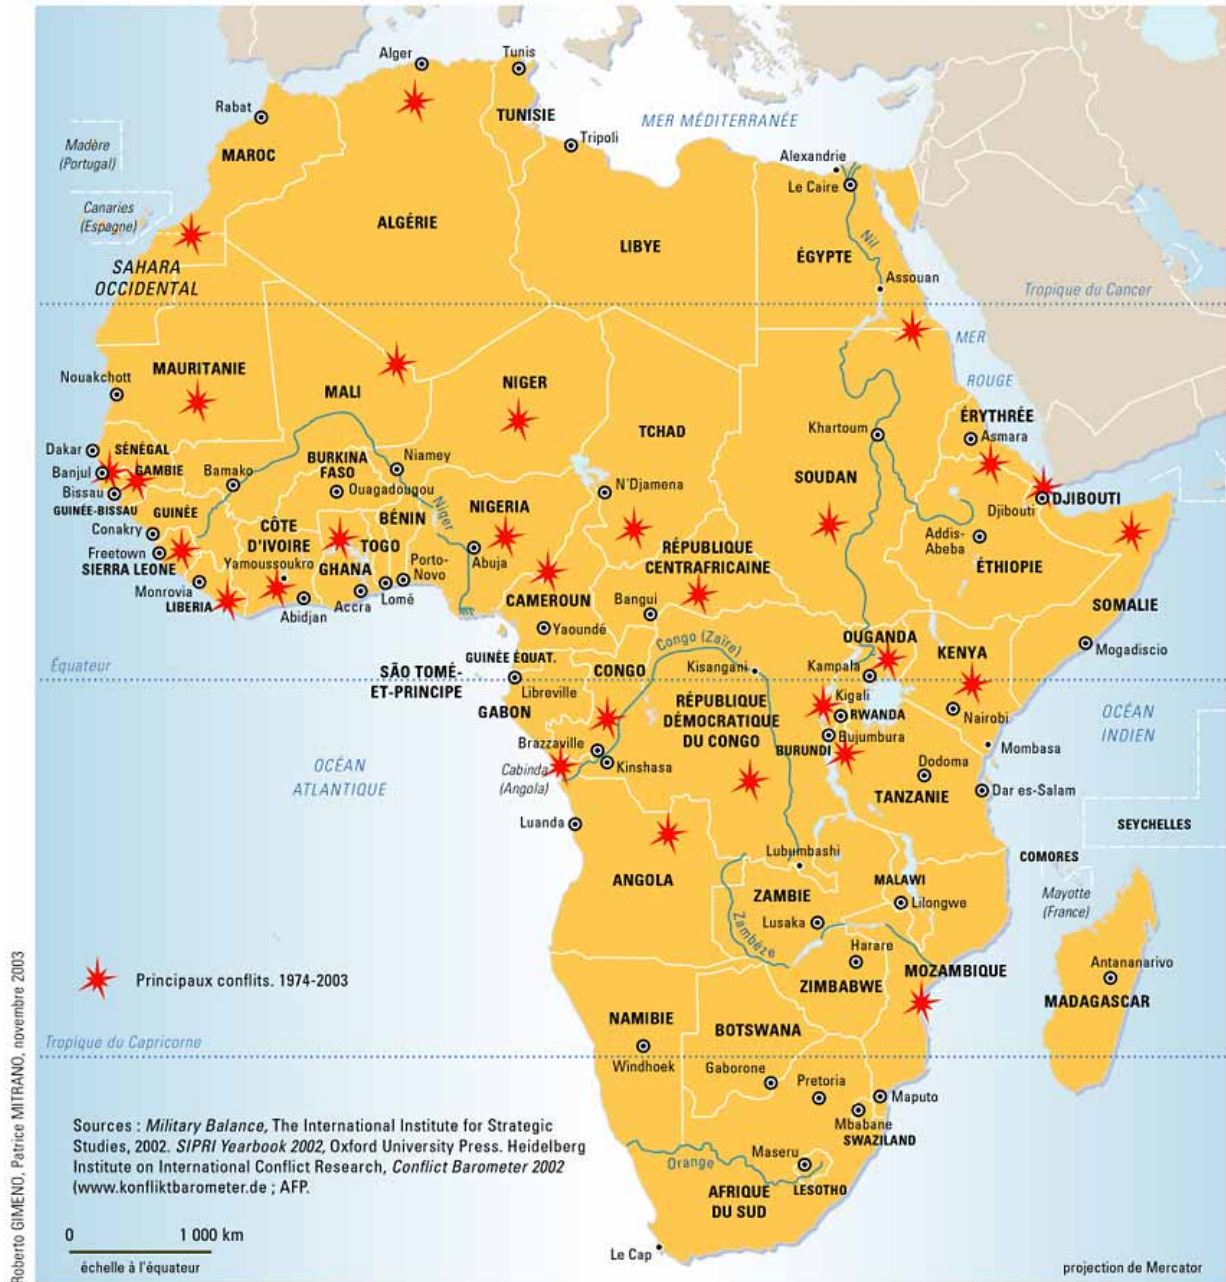 Alger
Tunis
Rabat
TUNISIE
MER MÉDITERRANÉE
Tripoli
Madère
(Portugal)
MAROC
Alexandrie
Le Caire
Canaries
(Espagne)
ALGÉRIE
LIBYE
Nil
ÉGYPTE
SAHARA
OCCIDENTAL
Assouan
Tropique du Cancer
MER
ROUGE
MAURITANIE
Nouakchott
MALI
NIGER
TCHAD
Khartoum
ÉRYTHRÉE
Asmara
Dakar
SÉNÉGAL
Banjul
GAMBIE
Bissau
GUINÉE-BISSAU
GUINÉE
Bamako
BURKINA
FASO
Ouagadougou
Niamey
Niger
NIGERIA
N'Djamena
SOUDAN
Djibouti
DJIBOUTI
Conakry
Freetown
SIERRA LEONE
CÔTE
D'IVOIRE
Yamoussoukro
BÉNIN
TOGO
GHANA
Porto-
Novo
Abuja
RÉPUBLIQUE
CENTRAFRICAINE
Addis-
Abeba
ÉTHIOPIE
Monrovia
LIBERIA
Abidjan
Accra
Lomé
CAMEROUN
Bangui
Yaoundé
SOMALIE
Mogadiscio
Équateur
GUINÉE ÉQUAT.
CONGO
Congo (Zaïre)
Kisangani
OUGANDA
Kampala
KENYA
SÃO TOMÉ-
ET-PRINCIPE
Libreville
GABON
RÉPUBLIQUE
DÉMOCRATIQUE
DU CONGO
Kigali
RWANDA
Nairobi
OCÉAN
INDIEN
Brazzaville
Kinshasa
BURUNDI
Bujumbura
Mombasa
OCÉAN
ATLANTIQUE
Cabinda
(Angola)
Dodoma
TANZANIE
Dar es-Salam
Luanda
SEYCHELLES
Lubumbashi
COMORES
ANGOLA
ZAMBIE
MALAWI
Mayotte
(France)
Lilongwe
Lusaka
Zambèze
Harare
MOZAMBIQUE
ZIMBABWE
Antananarivo
MADAGASCAR
Principaux conflits. 1974-2003
NAMIBIE
BOTSWANA
Tropique du Capricorne
Windhoek
Gaborone
Pretoria
Maputo
Mbabane
SWAZILAND
Sources : Military Balance, The International Institute for Strategic
Studies, 2002. SIPRI Yearbook 2002, Oxford University Press. Heidelberg
Institute on International Conflict Research, Conflict Barometer 2002
(www.konfliktbarometer.de ; AFP.
Orange
Maseru
LESOTHO
AFRIQUE
DU SUD
Le Cap
0 1 000 km
échelle à l'équateur
projection de Mercator
Roberto GIMENO, Patrice MITRANO, novembre 2003